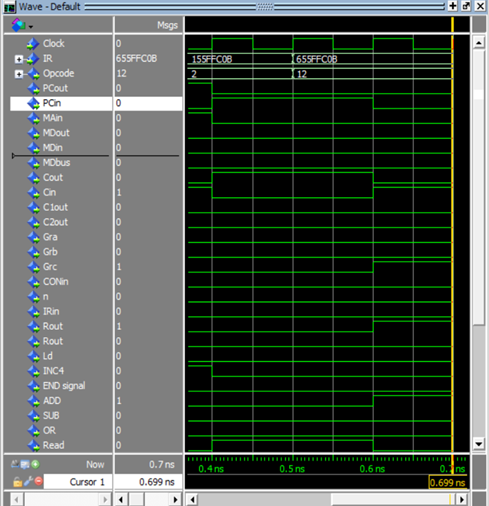 Wave - Default
Msgs
Clock 0
IR 655FFC0B 155FFC0B 655FFC0B
Opcode 12 2 12
PCout 0
PCin 0
MAin 0
MDout 0
MDin 0
MDbus 0
Cout 0
Cin 1
C1out 0
C2out 0
Gra 0
Grb 0
Grc 1
CONin 0
n 0
IRin 0
Rout 1
Rout 0
Ld 0
INC4 0
END signal 0
ADD 1
SUB 0
OR 0
Read 0
Now 0.7 ns 0.4 ns 0.5 ns 0.6 ns
Cursor 1 0.699 ns 0.699 ns